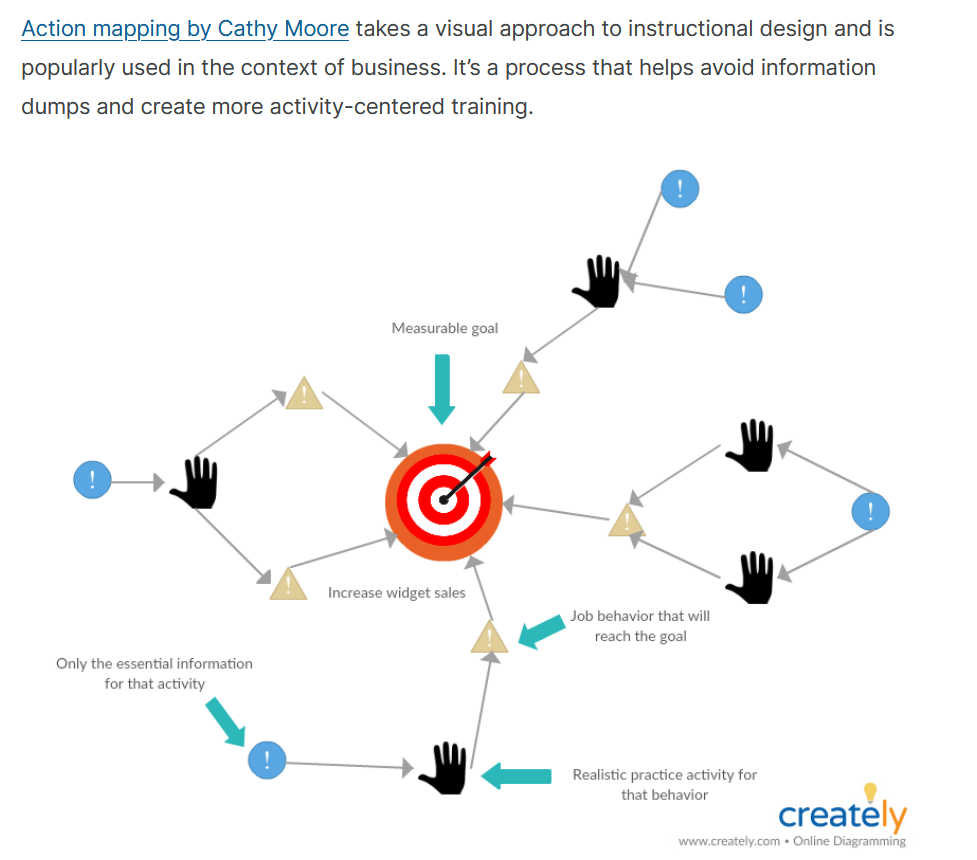 Action mapping by Cathy Moore takes a visual approach to instructional design and is
popularly used in the context of business. It’s a process that helps avoid information
dumps and create more activity-centered training.
!
!
Measurable goal
!
!
!
!
!
!
Increase widget sales
Job behavior that will
reach the goal
!
Only the essential information
for that activity
!
Realistic practice activity for
that behavior
creately
www.creately.com • Online Diagramming